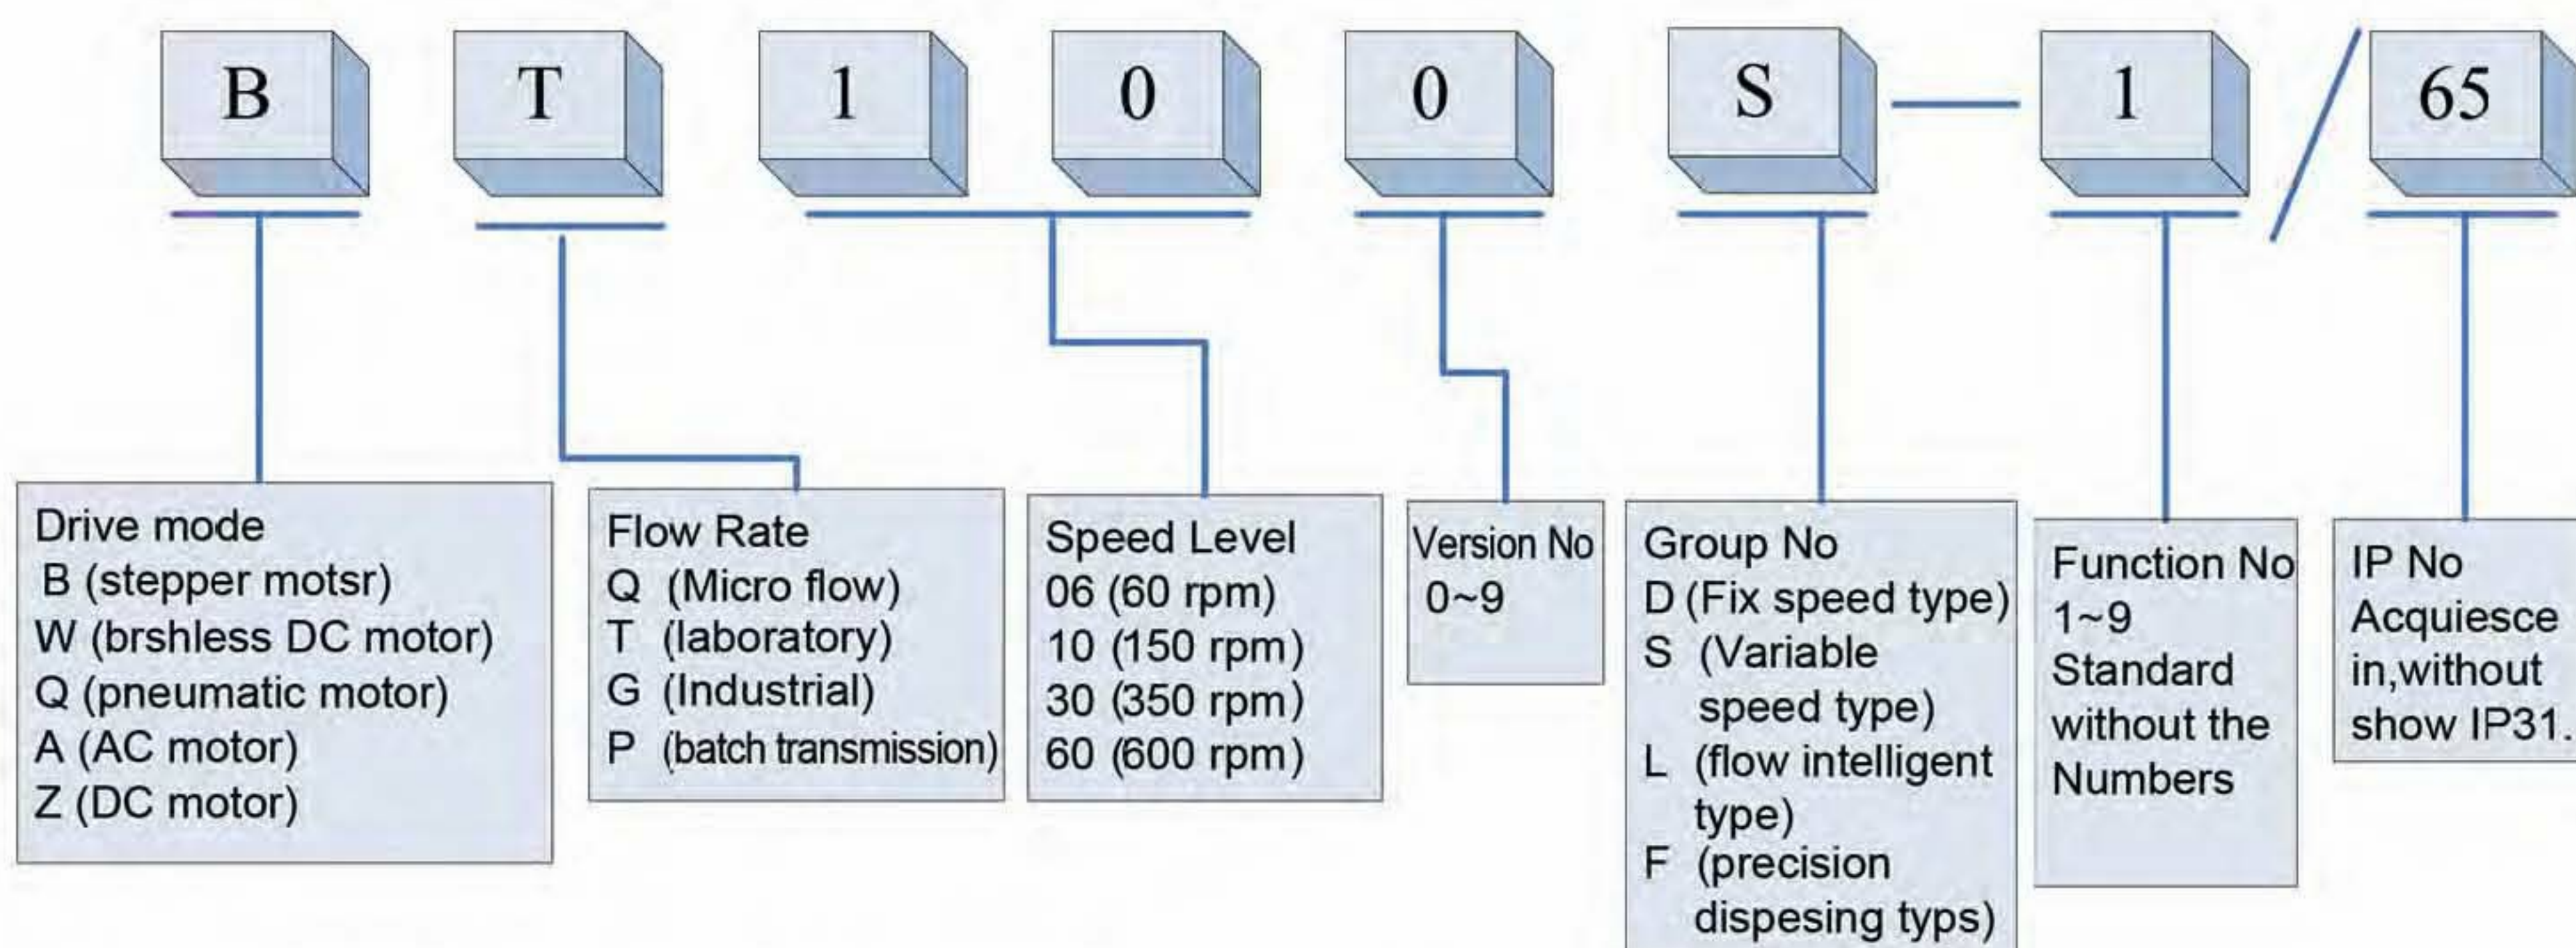 B T 1 0 0 S — 1 / 65
Drive mode
B (stepper motsr)
W (brshless DC motor)
Q (pneumatic motor)
A (AC motor)
Z (DC motor)
Flow Rate
Q (Micro flow)
T (laboratory)
G (Industrial)
P (batch transmission)
Speed Level
06 (60 rpm)
10 (150 rpm)
30 (350 rpm)
60 (600 rpm)
Version No
0~9
Group No
D (Fix speed type)
S (Variable
speed type)
L (flow intelligent
type)
F (precision
dispesing typs)
Function No
1~9
Standard
without the
Numbers
IP No
Acquiesce
in,without
show IP31.